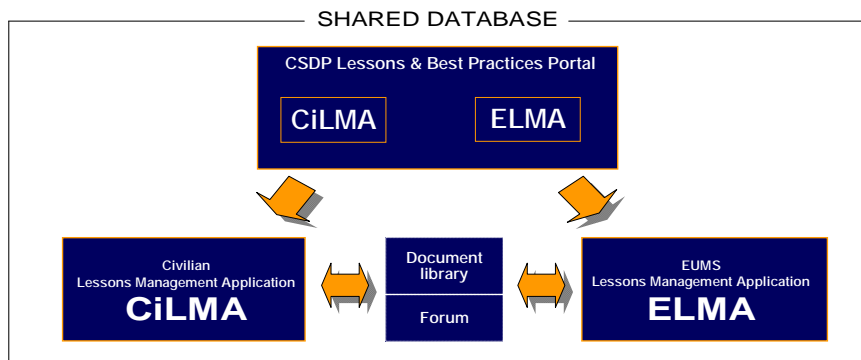 SHARED DATABASE
CSDP Lessons & Best Practices Portal
CiLMA
ELMA
Civilian
Lessons Management Application
CiLMA
Document
library
Forum
EUMS
Lessons Management Application
ELMA